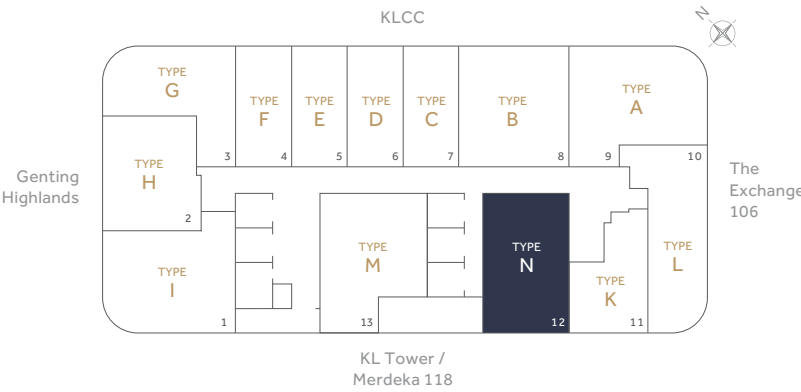 KLCC
N
TYPE
G
3
TYPE
F
4
TYPE
E
5
TYPE
D
6
TYPE
C
7
TYPE
B
8
TYPE
A
9
10
Genting
Highlands
TYPE
H
2
The
Exchange
106
TYPE
I
1
TYPE
M
13
TYPE
N
12
TYPE
K
11
TYPE
L
KL Tower /
Merdeka 118